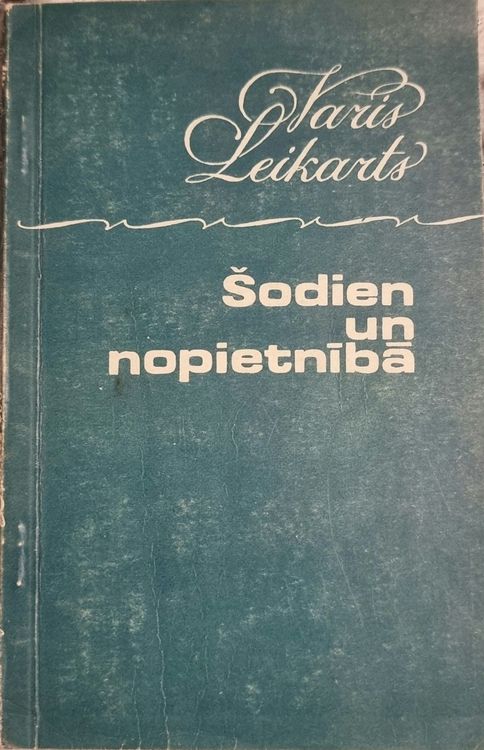 Varis
Leikarts
Šodien
un
nopietnībā